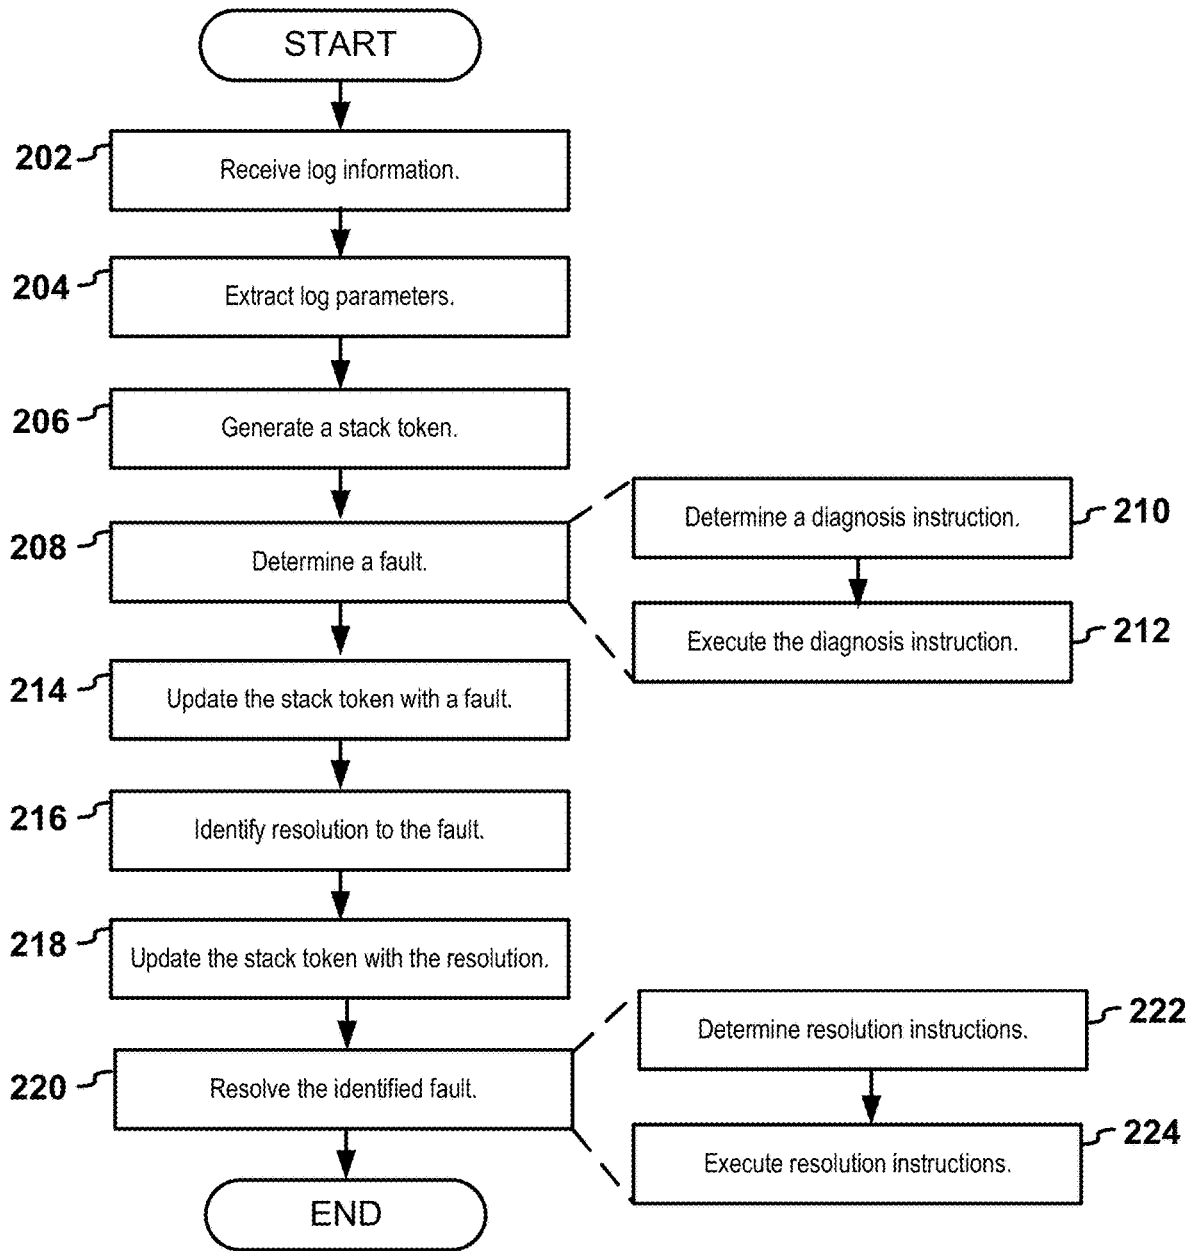 START
202
Receive log information.
204
Extract log parameters.
206
Generate a stack token.
208
Determine a fault.
210
Determine a diagnosis instruction.
212
Execute the diagnosis instruction.
214
Update the stack token with a fault.
216
Identify resolution to the fault.
218
Update the stack token with the resolution.
220
Resolve the identified fault.
222
Determine resolution instructions.
224
Execute resolution instructions.
END